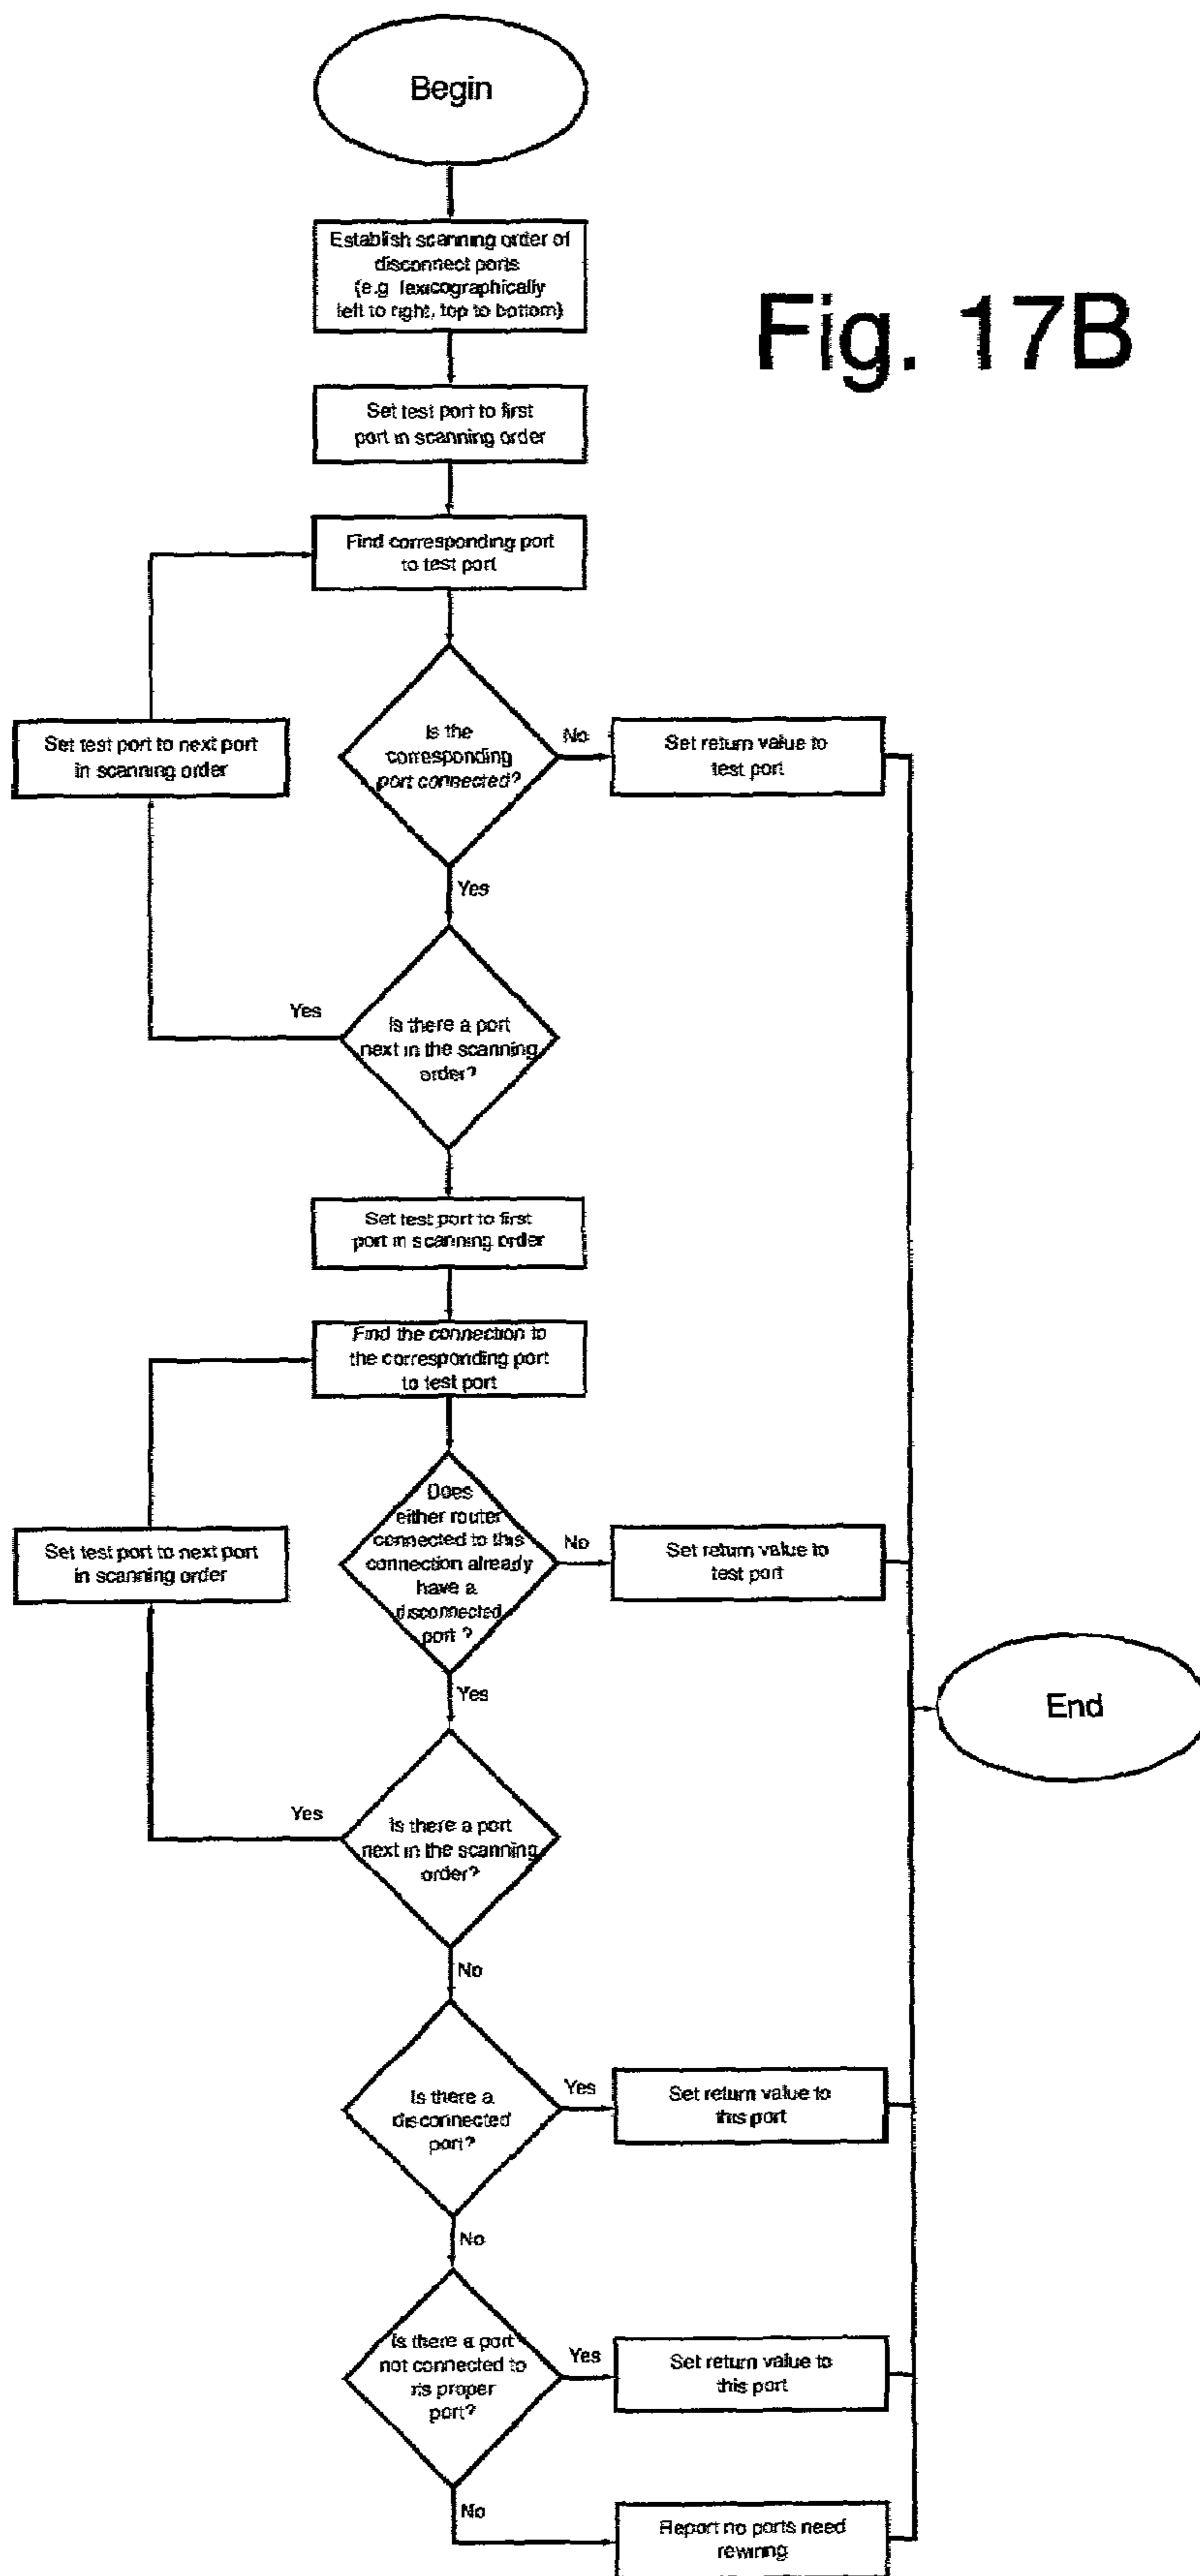 Begin
Establish scanning order of
disconnect ports
(e.g lexicographically
left to right, top to bottom)
Fig. 17B
Set test port to first
port in scanning order
Find corresponding port
to test port
Set test port to next port
in scanning order
Is the
corresponding
port connected?
No
Set return value to
test port
Yes
Yes
Is there a port
next in the scanning
order?
Set test port to first
port in scanning order
Find the connection to
the corresponding port
to test port
Set test port to next port
in scanning order
Does
either router
connected to this
connection already
have a
disconnected
port ?
No
Set return value to
test port
Yes
End
Yes
Is there a port
next in the scanning
order?
No
Is there a
disconnected
port?
Yes
Set return value to
this port
No
Is there a port
not connected to
its proper
port?
Yes
Set return value to
this port
No
Report no ports need
rewiring